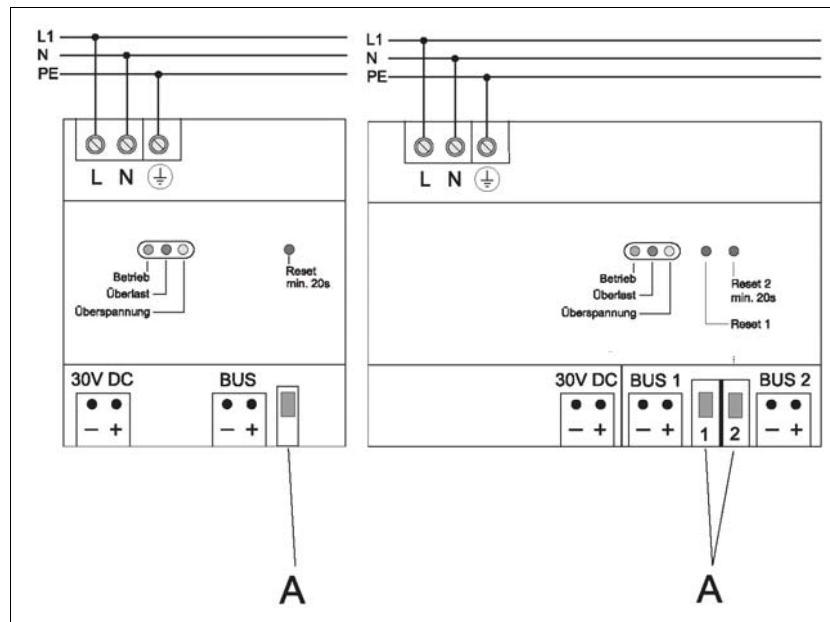 L1
N
PE
L N
Betrieb
Überlast
Überspannung
Reset
min. 20s
30V DC
BUS
– +
– +
A
L1
N
PE
L N
Betrieb
Überlast
Überspannung
Reset 2
min. 20s
Reset 1
30V DC
BUS 1
BUS 2
– +
– +
1
2
– +
A